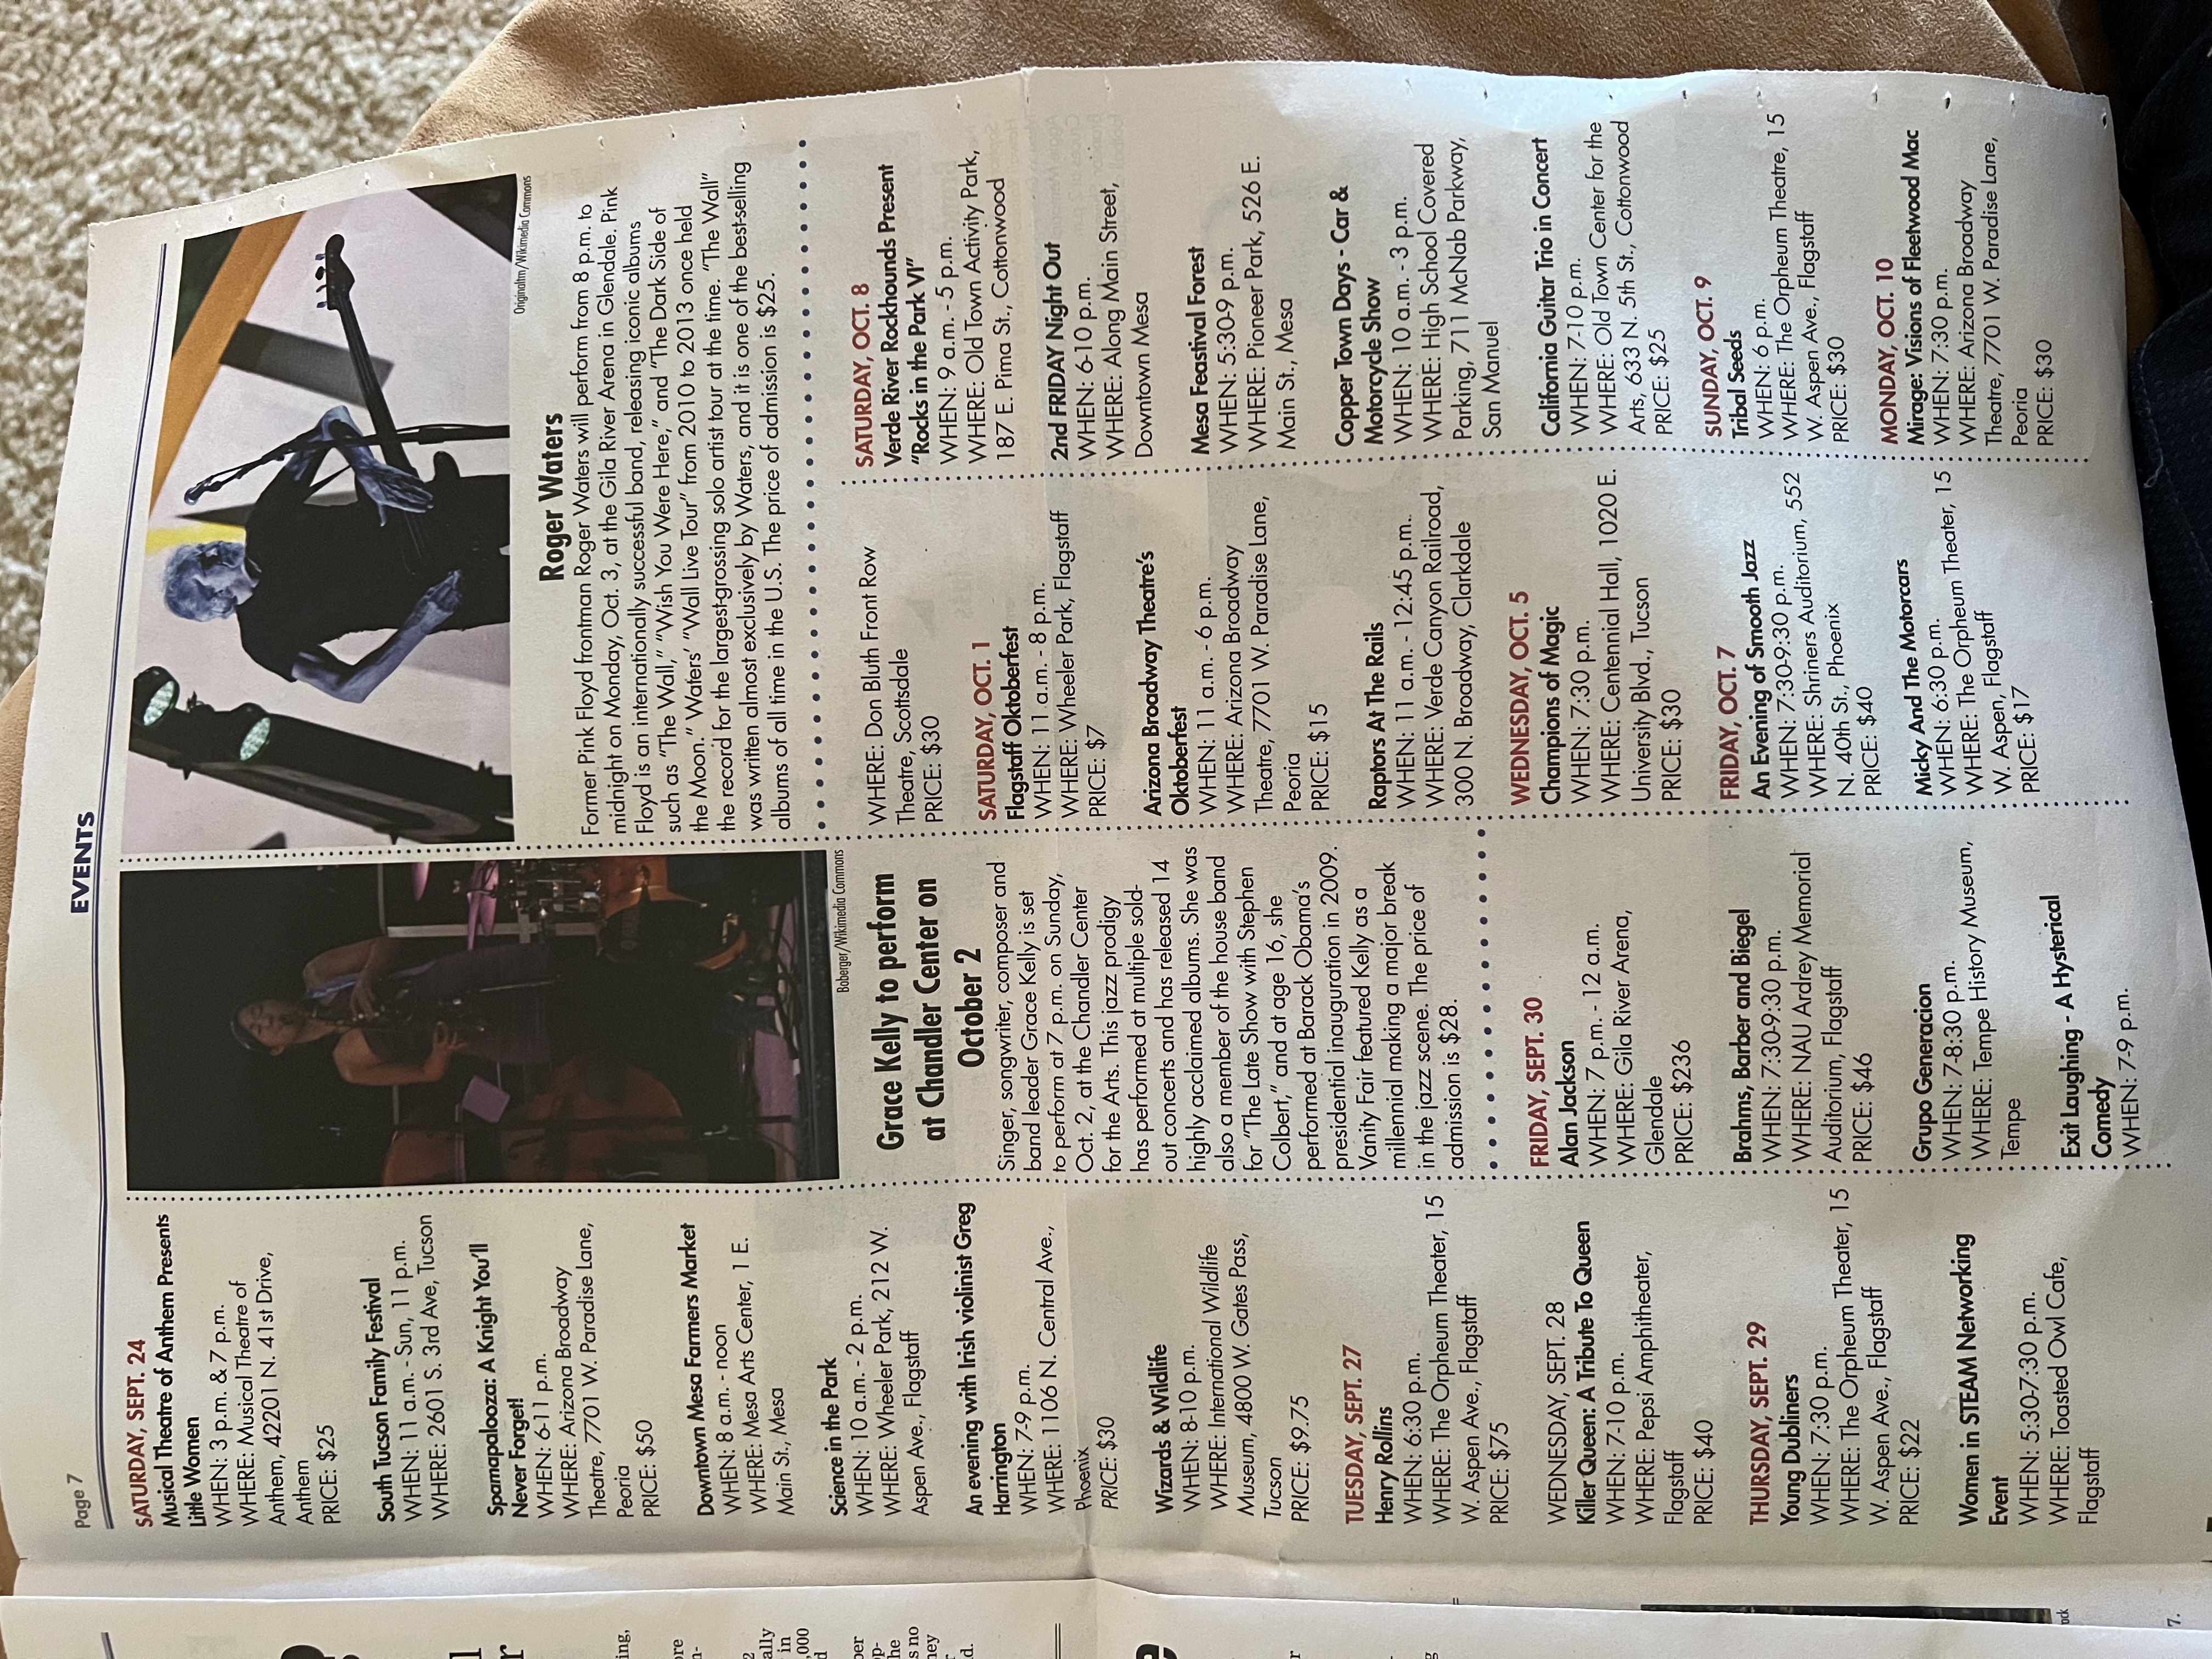 Page 7
EVENTS
SATURDAY, SEPT. 24
Musical Theatre of Anthem Presents
Little Women
WHEN: 3 p.m. & 7 p.m.
WHERE: Musical Theatre of
Anthem, 42201 N. 41st Drive,
Anthem
PRICE: $25
South Tucson Family Festival
WHEN: 11 a.m. - Sun, 11 p.m.
WHERE: 2601 S. 3rd Ave, Tucson
Spamapalooza: A Knight You'll
Never Forget!
WHEN: 6-11 p.m.
WHERE: Arizona Broadway
Theatre, 7701 W. Paradise Lane,
Peoria
PRICE: $50
Downtown Mesa Farmers Market
WHEN: 8 a.m. - noon
WHERE: Mesa Arts Center, 1 E.
Main St., Mesa
Science in the Park
WHEN: 10 a.m. - 2 p.m.
WHERE: Wheeler Park, 212 W.
Aspen Ave., Flagstaff
An evening with Irish violinist Greg
Harrington
WHEN: 7-9 p.m.
WHERE: 1106 N. Central Ave.,
Phoenix
PRICE: $30
Wizards & Wildlife
WHEN: 8-10 p.m.
WHERE: International Wildlife
Museum, 4800 W. Gates Pass,
Tucson
PRICE: $9.75
TUESDAY, SEPT. 27
Henry Rollins
WHEN: 6:30 p.m.
WHERE: The Orpheum Theater, 15
W. Aspen Ave., Flagstaff
PRICE: $75
WEDNESDAY, SEPT. 28
Killer Queen: A Tribute To Queen
WHEN: 7-10 p.m.
WHERE: Pepsi Amphitheater,
Flagstaff
PRICE: $40
THURSDAY, SEPT. 29
Young Dubliners
WHEN: 7:30 p.m.
WHERE: The Orpheum Theater, 15
W. Aspen Ave., Flagstaff
PRICE: $22
Women in STEAM Networking
Event
WHEN: 5:30-7:30 p.m.
WHERE: Toasted Owl Cafe,
Flagstaff
Boberger/Wikimedia Commons
Grace Kelly to perform
at Chandler Center on
October 2
Singer, songwriter, composer and
band leader Grace Kelly is set
to perform at 7 p.m. on Sunday,
Oct. 2, at the Chandler Center
for the Arts. This jazz prodigy
has performed at multiple sold-
out concerts and has released 14
highly acclaimed albums. She was
also a member of the house band
for "The Late Show with Stephen
Colbert," and at age 16, she
performed at Barack Obama's
presidential inauguration in 2009.
Vanity Fair featured Kelly as a
millennial making a major break
in the jazz scene. The price of
admission is $28.
FRIDAY, SEPT. 30
Alan Jackson
WHEN: 7 p.m. - 12 a.m.
WHERE: Gila River Arena,
Glendale
PRICE: $236
Brahms, Barber and Biegel
WHEN: 7:30-9:30 p.m.
WHERE: NAU Ardrey Memorial
Auditorium, Flagstaff
PRICE: $46
Grupo Generacion
WHEN: 7-8:30 p.m.
WHERE: Tempe History Museum,
Tempe
Exit Laughing - A Hysterical
Comedy
WHEN: 7-9 p.m.
Originaltm/Wikimedia Commons
Roger Waters
Former Pink Floyd frontman Roger Waters will perform from 8 p.m. to
midnight on Monday, Oct. 3, at the Gila River Arena in Glendale. Pink
Floyd is an internationally successful band, releasing iconic albums
such as "The Wall," "Wish You Were Here," and "The Dark Side of
the Moon." Waters' "Wall Live Tour" from 2010 to 2013 once held
the record for the largest-grossing solo artist tour at the time. "The Wall"
was written almost exclusively by Waters, and it is one of the best-selling
albums of all time in the U.S. The price of admission is $25.
WHERE: Don Bluth Front Row
Theatre, Scottsdale
PRICE: $30
SATURDAY, OCT. 1
Flagstaff Oktoberfest
WHEN: 11 a.m. - 8 p.m.
WHERE: Wheeler Park, Flagstaff
PRICE: $7
Arizona Broadway Theatre's
Oktoberfest
WHEN: 11 a.m. - 6 p.m.
WHERE: Arizona Broadway
Theatre, 7701 W. Paradise Lane,
Peoria
PRICE: $15
Raptors At The Rails
WHEN: 11 a.m. - 12:45 p.m.
WHERE: Verde Canyon Railroad,
300 N. Broadway, Clarkdale
WEDNESDAY, OCT. 5
Champions of Magic
WHEN: 7:30 p.m.
WHERE: Centennial Hall, 1020 E.
University Blvd., Tucson
PRICE: $30
FRIDAY, OCT. 7
An Evening of Smooth Jazz
WHEN: 7:30-9:30 p.m.
WHERE: Shriners Auditorium, 552
N. 40th St., Phoenix
PRICE: $40
Micky And The Motorcars
WHEN: 6:30 p.m.
WHERE: The Orpheum Theater, 15
W. Aspen, Flagstaff
PRICE: $17
SATURDAY, OCT. 8
Verde River Rockhounds Present
"Rocks in the Park VI"
WHEN: 9 a.m. - 5 p.m.
WHERE: Old Town Activity Park,
187 E. Pima St., Cottonwood
2nd FRIDAY Night Out
WHEN: 6-10 p.m.
WHERE: Along Main Street,
Downtown Mesa
Mesa Feastival Forest
WHEN: 5:30-9 p.m.
WHERE: Pioneer Park, 526 E.
Main St., Mesa
Copper Town Days - Car &
Motorcycle Show
WHEN: 10 a.m. - 3 p.m.
WHERE: High School Covered
Parking, 711 McNab Parkway,
San Manuel
California Guitar Trio in Concert
WHEN: 7-10 p.m.
WHERE: Old Town Center for the
Arts, 633 N. 5th St., Cottonwood
PRICE: $25
SUNDAY, OCT. 9
Tribal Seeds
WHEN: 6 p.m.
WHERE: The Orpheum Theatre, 15
W. Aspen Ave., Flagstaff
PRICE: $30
MONDAY, OCT. 10
Mirage: Visions of Fleetwood Mac
WHEN: 7:30 p.m.
WHERE: Arizona Broadway
Theatre, 7701 W. Paradise Lane,
Peoria
PRICE: $30